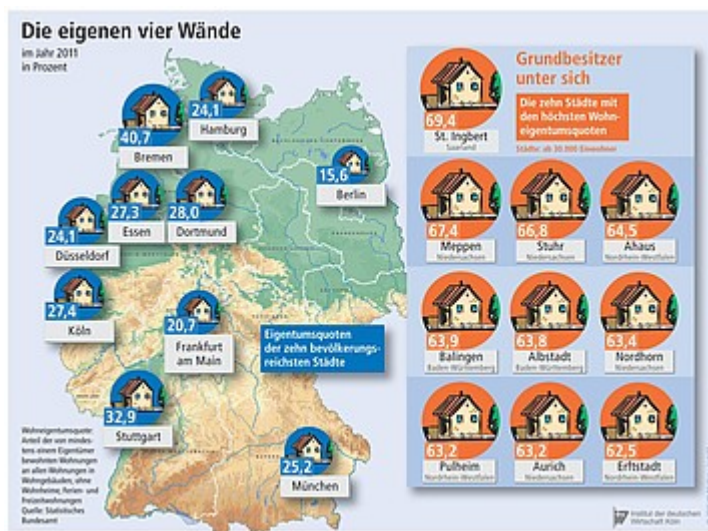 Die eigenen vier Wände
im Jahr 2011
in Prozent
24,1
Hamburg
40,7
Bremen
15,6
Berlin
27,3
Essen
28,0
Dortmund
24,1
Düsseldorf
27,4
Köln
20,7
Frankfurt
am Main
Eigentumsquoten
der zehn bevölkerungs-
reichsten Städte
32,9
Stuttgart
25,2
München
Wohneigentumsquote:
Anteil der von mindes-
tens einem Eigentümer
bewohnten Wohnungen
an allen Wohnungen in
Wohngebäuden, ohne
Wohnheime, Ferien- und
Freizeitwohnungen
Quelle: Statistisches
Bundesamt
Grundbesitzer
unter sich
Die zehn Städte mit
den höchsten Wohn-
eigentumsquoten
Städte: ab 30.000 Einwohner
69,4
St. Ingbert
Saarland
67,4
Meppen
Niedersachsen
66,8
Stuhr
Niedersachsen
64,5
Ahaus
Nordrhein-Westfalen
63,9
Balingen
Baden-Württemberg
63,8
Albstadt
Baden-Württemberg
63,4
Nordhorn
Niedersachsen
63,2
Pulheim
Nordrhein-Westfalen
63,2
Aurich
Niedersachsen
62,5
Erftstadt
Nordrhein-Westfalen
Institut der deutschen
Wirtschaft Köln